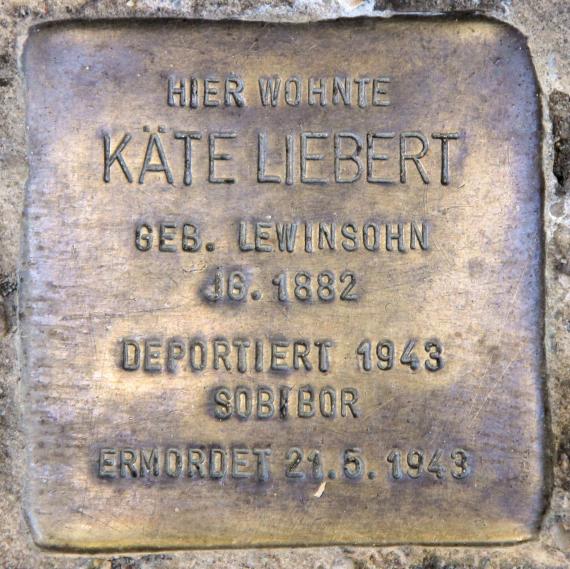 HIER WOHNTE
KÄTE LIEBERT
GEB. LEWINSOHN
JG. 1882
DEPORTIERT 1943
SOBIBOR
ERMORDET 21.5.1943